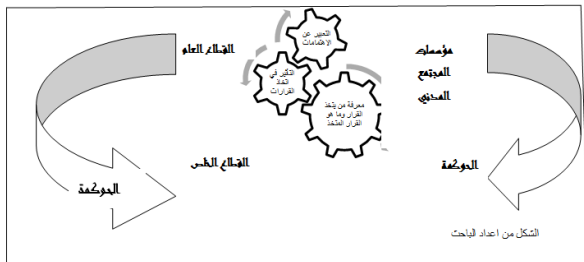 القطاع العام
التعبير عن
الاهتمامات
مؤسسات
المجتمع
المدني
التأثير في
اتخاذ
القرارات
معرفة من يتخذ
القرار وما هو
القرار المتخذ
القطاع الخاص
الحوكمة
الحوكمة
الشكل من اعداد الباحث